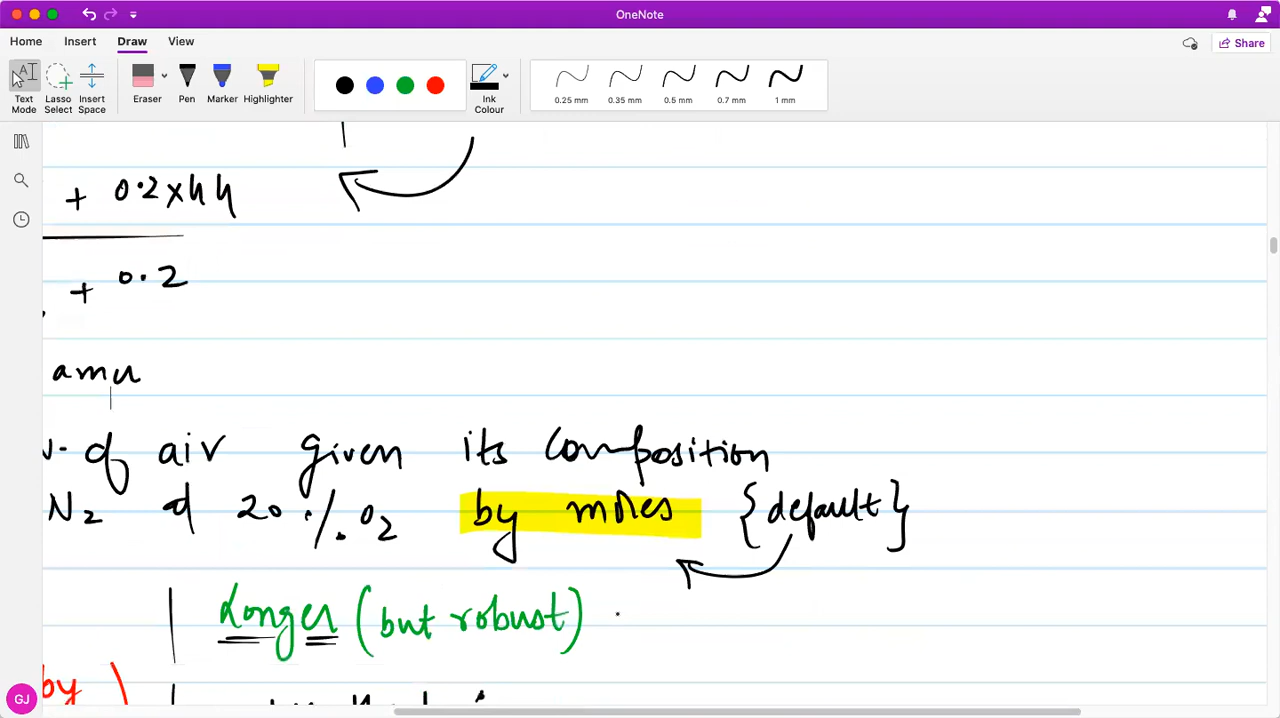 OneNote
Home Insert Draw View
Share
Text Mode
Lasso Select
Insert Space
Eraser
Pen
Marker
Highlighter
Ink Colour
0.25 mm
0.35 mm
0.5 mm
0.7 mm
1 mm
+ 0.2x44
+ 0.2
amu
of air given its composition
N2 d 20 %. O2 by moles {default}
Longer (but robust)
by )
GJ